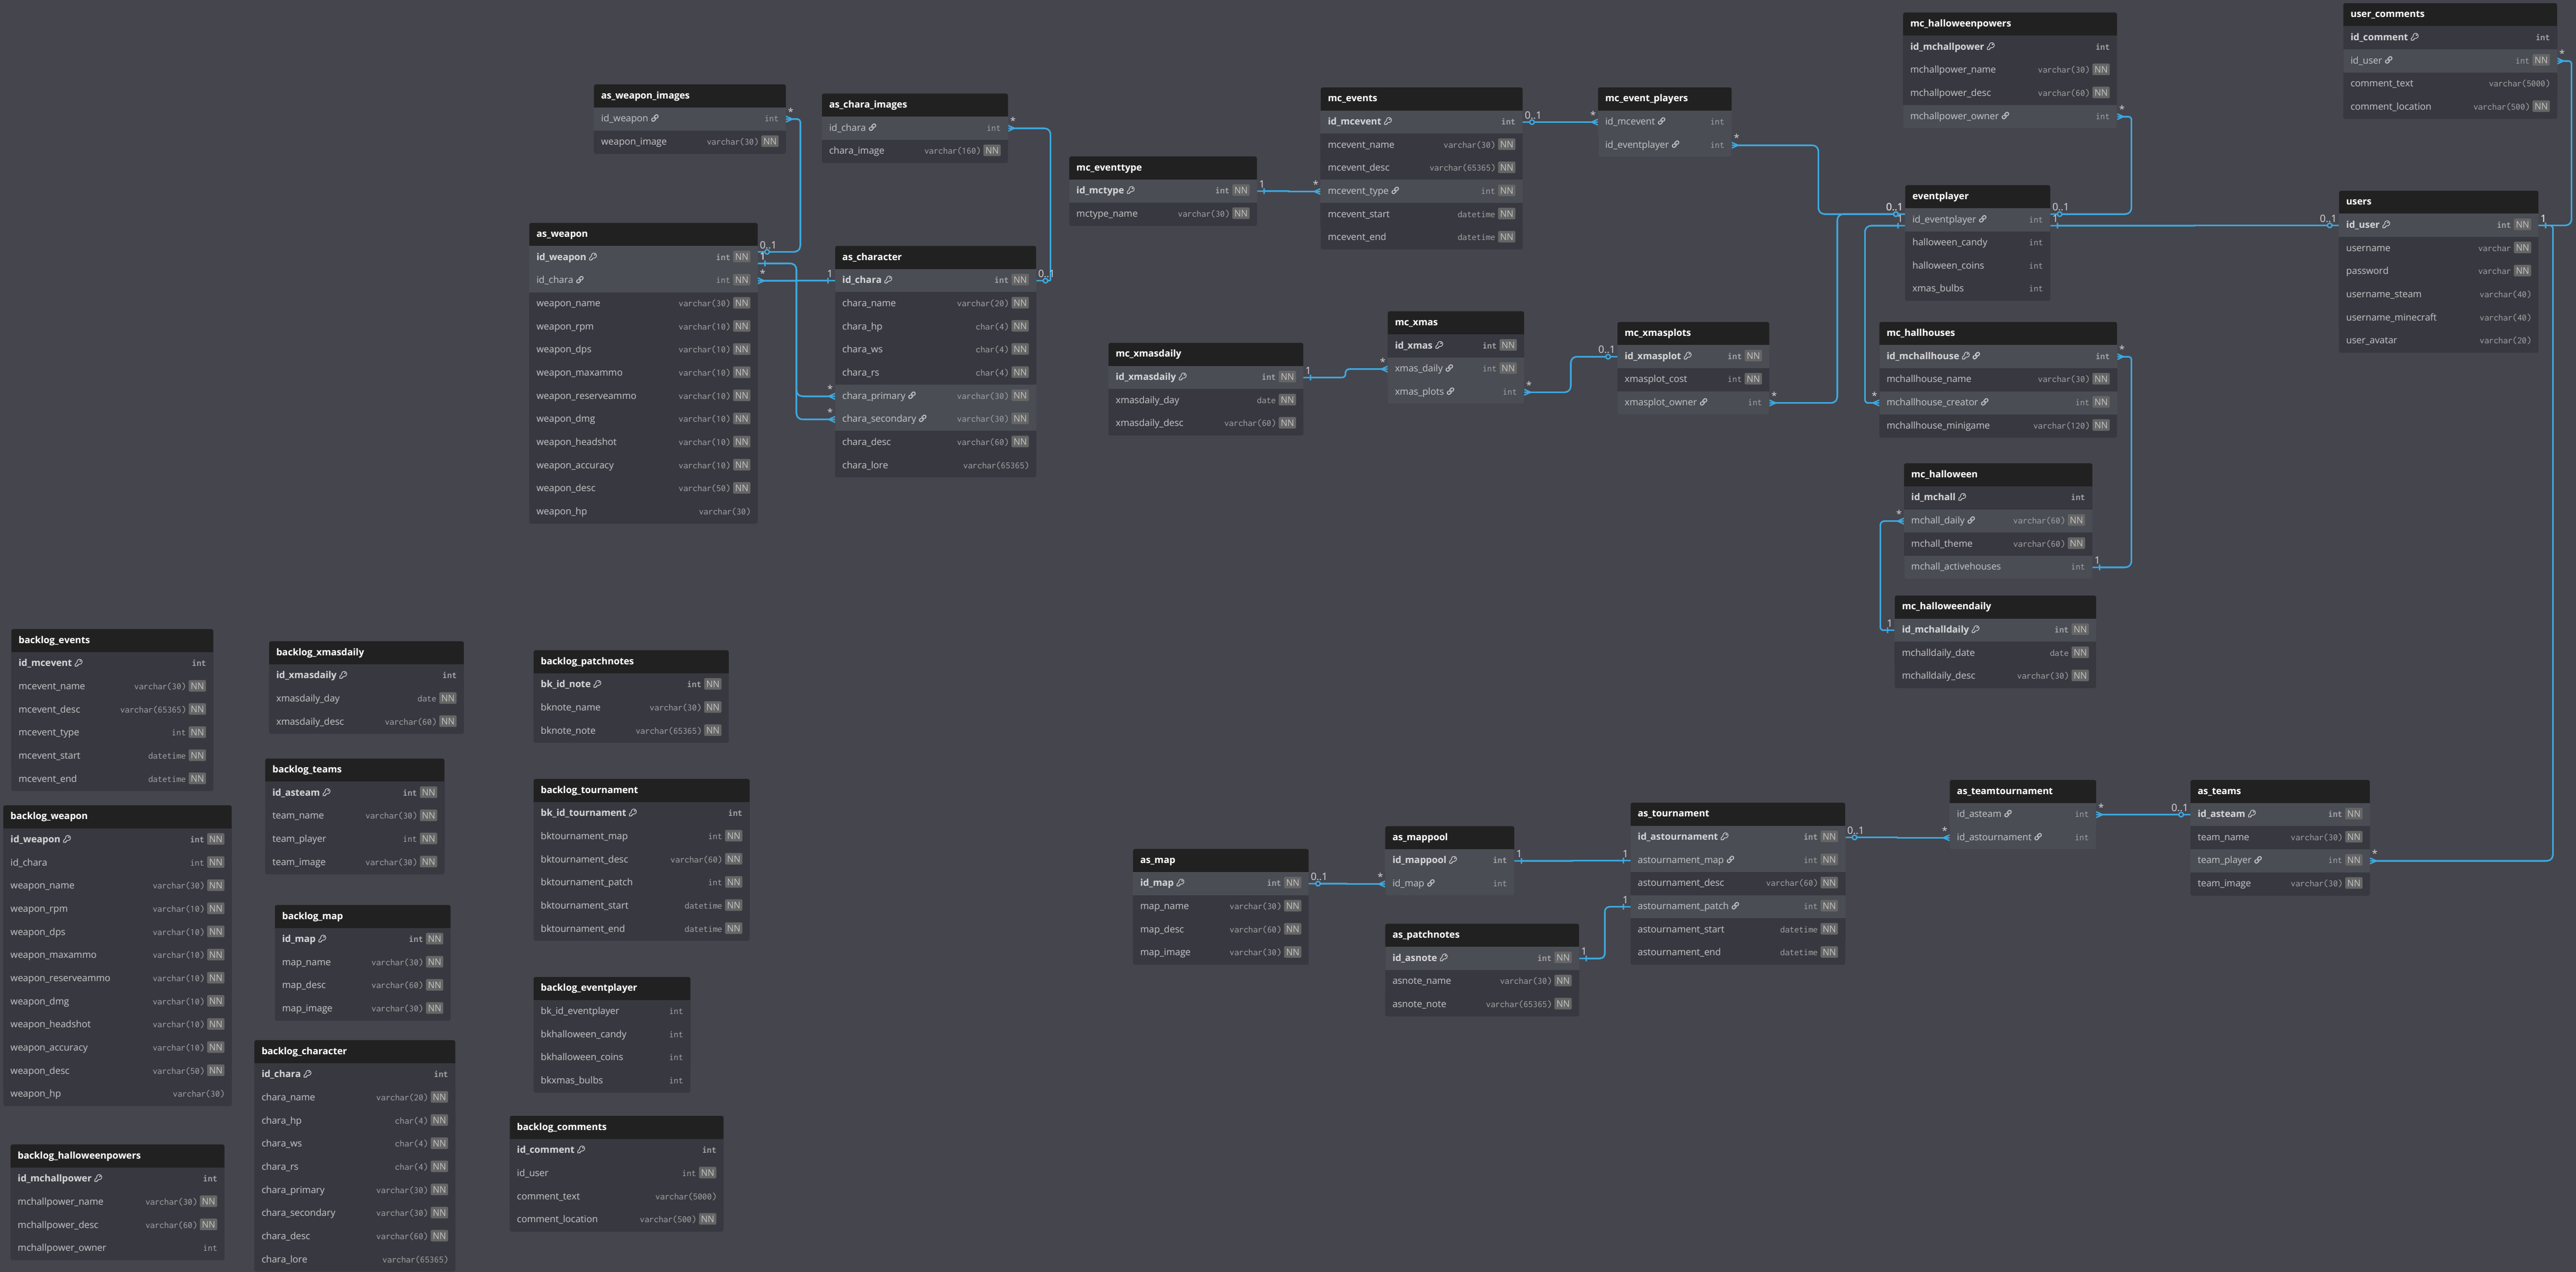 as_weapon_images
id_weapon int
weapon_image varchar(30) NN
as_chara_images
id_chara int
chara_image varchar(160) NN
mc_eventtype
id_mctype int NN
mctype_name varchar(30) NN
mc_events
id_mcevent int
mcevent_name varchar(30) NN
mcevent_desc varchar(65365) NN
mcevent_type int NN
mcevent_start datetime NN
mcevent_end datetime NN
mc_event_players
id_mcevent int
id_eventplayer int
mc_halloweenpowers
id_mchallpower int
mchallpower_name varchar(30) NN
mchallpower_desc varchar(60) NN
mchallpower_owner int
user_comments
id_comment int
id_user int NN
comment_text varchar(5000)
comment_location varchar(500) NN
eventplayer
id_eventplayer int
halloween_candy int
halloween_coins int
xmas_bulbs int
users
id_user int NN
username varchar NN
password varchar NN
username_steam varchar(40)
username_minecraft varchar(40)
user_avatar varchar(20)
as_weapon
id_weapon int NN
id_chara int NN
weapon_name varchar(30) NN
weapon_rpm varchar(10) NN
weapon_dps varchar(10) NN
weapon_maxammo varchar(10) NN
weapon_reserveammo varchar(10) NN
weapon_dmg varchar(10) NN
weapon_headshot varchar(10) NN
weapon_accuracy varchar(10) NN
weapon_desc varchar(50) NN
weapon_hp varchar(30)
as_character
id_chara int NN
chara_name varchar(20) NN
chara_hp char(4) NN
chara_ws char(4) NN
chara_rs char(4) NN
chara_primary varchar(30) NN
chara_secondary varchar(30) NN
chara_desc varchar(60) NN
chara_lore varchar(65365)
mc_xmasdaily
id_xmasdaily int NN
xmasdaily_day date NN
xmasdaily_desc varchar(60) NN
mc_xmas
id_xmas int NN
xmas_daily int NN
xmas_plots int
mc_xmasplots
id_xmasplot int NN
xmasplot_cost int NN
xmasplot_owner int
mc_hallhouses
id_mchallhouse int
mchallhouse_name varchar(30) NN
mchallhouse_creator int NN
mchallhouse_minigame varchar(120) NN
mc_halloween
id_mchall int
mchall_daily varchar(60) NN
mchall_theme varchar(60) NN
mchall_activehouses int
mc_halloweendaily
id_mchalldaily int NN
mchalldaily_date date NN
mchalldaily_desc varchar(30) NN
backlog_events
id_mcevent int
mcevent_name varchar(30) NN
mcevent_desc varchar(65365) NN
mcevent_type int NN
mcevent_start datetime NN
mcevent_end datetime NN
backlog_xmasdaily
id_xmasdaily int
xmasdaily_day date NN
xmasdaily_desc varchar(60) NN
backlog_patchnotes
bk_id_note int NN
bknote_name varchar(30) NN
bknote_note varchar(65365) NN
backlog_teams
id_asteam int NN
team_name varchar(30) NN
team_player int NN
team_image varchar(30) NN
backlog_tournament
bk_id_tournament int
bktournament_map int NN
bktournament_desc varchar(60) NN
bktournament_patch int NN
bktournament_start datetime NN
bktournament_end datetime NN
backlog_weapon
id_weapon int NN
id_chara int NN
weapon_name varchar(30) NN
weapon_rpm varchar(10) NN
weapon_dps varchar(10) NN
weapon_maxammo varchar(10) NN
weapon_reserveammo varchar(10) NN
weapon_dmg varchar(10) NN
weapon_headshot varchar(10) NN
weapon_accuracy varchar(10) NN
weapon_desc varchar(50) NN
weapon_hp varchar(30)
backlog_map
id_map int NN
map_name varchar(30) NN
map_desc varchar(60) NN
map_image varchar(30) NN
backlog_eventplayer
bk_id_eventplayer int
bkhalloween_candy int
bkhalloween_coins int
bkxmas_bulbs int
backlog_character
id_chara int
chara_name varchar(20) NN
chara_hp char(4) NN
chara_ws char(4) NN
chara_rs char(4) NN
chara_primary varchar(30) NN
chara_secondary varchar(30) NN
chara_desc varchar(60) NN
chara_lore varchar(65365)
backlog_comments
id_comment int
id_user int NN
comment_text varchar(5000)
comment_location varchar(500) NN
backlog_halloweenpowers
id_mchallpower int
mchallpower_name varchar(30) NN
mchallpower_desc varchar(60) NN
mchallpower_owner int
as_map
id_map int NN
map_name varchar(30) NN
map_desc varchar(60) NN
map_image varchar(30) NN
as_mappool
id_mappool int
id_map int
as_patchnotes
id_asnote int NN
asnote_name varchar(30) NN
asnote_note varchar(65365) NN
as_tournament
id_astournament int NN
astournament_map int NN
astournament_desc varchar(60) NN
astournament_patch int NN
astournament_start datetime NN
astournament_end datetime NN
as_teamtournament
id_asteam int
id_astournament int
as_teams
id_asteam int NN
team_name varchar(30) NN
team_player int NN
team_image varchar(30) NN